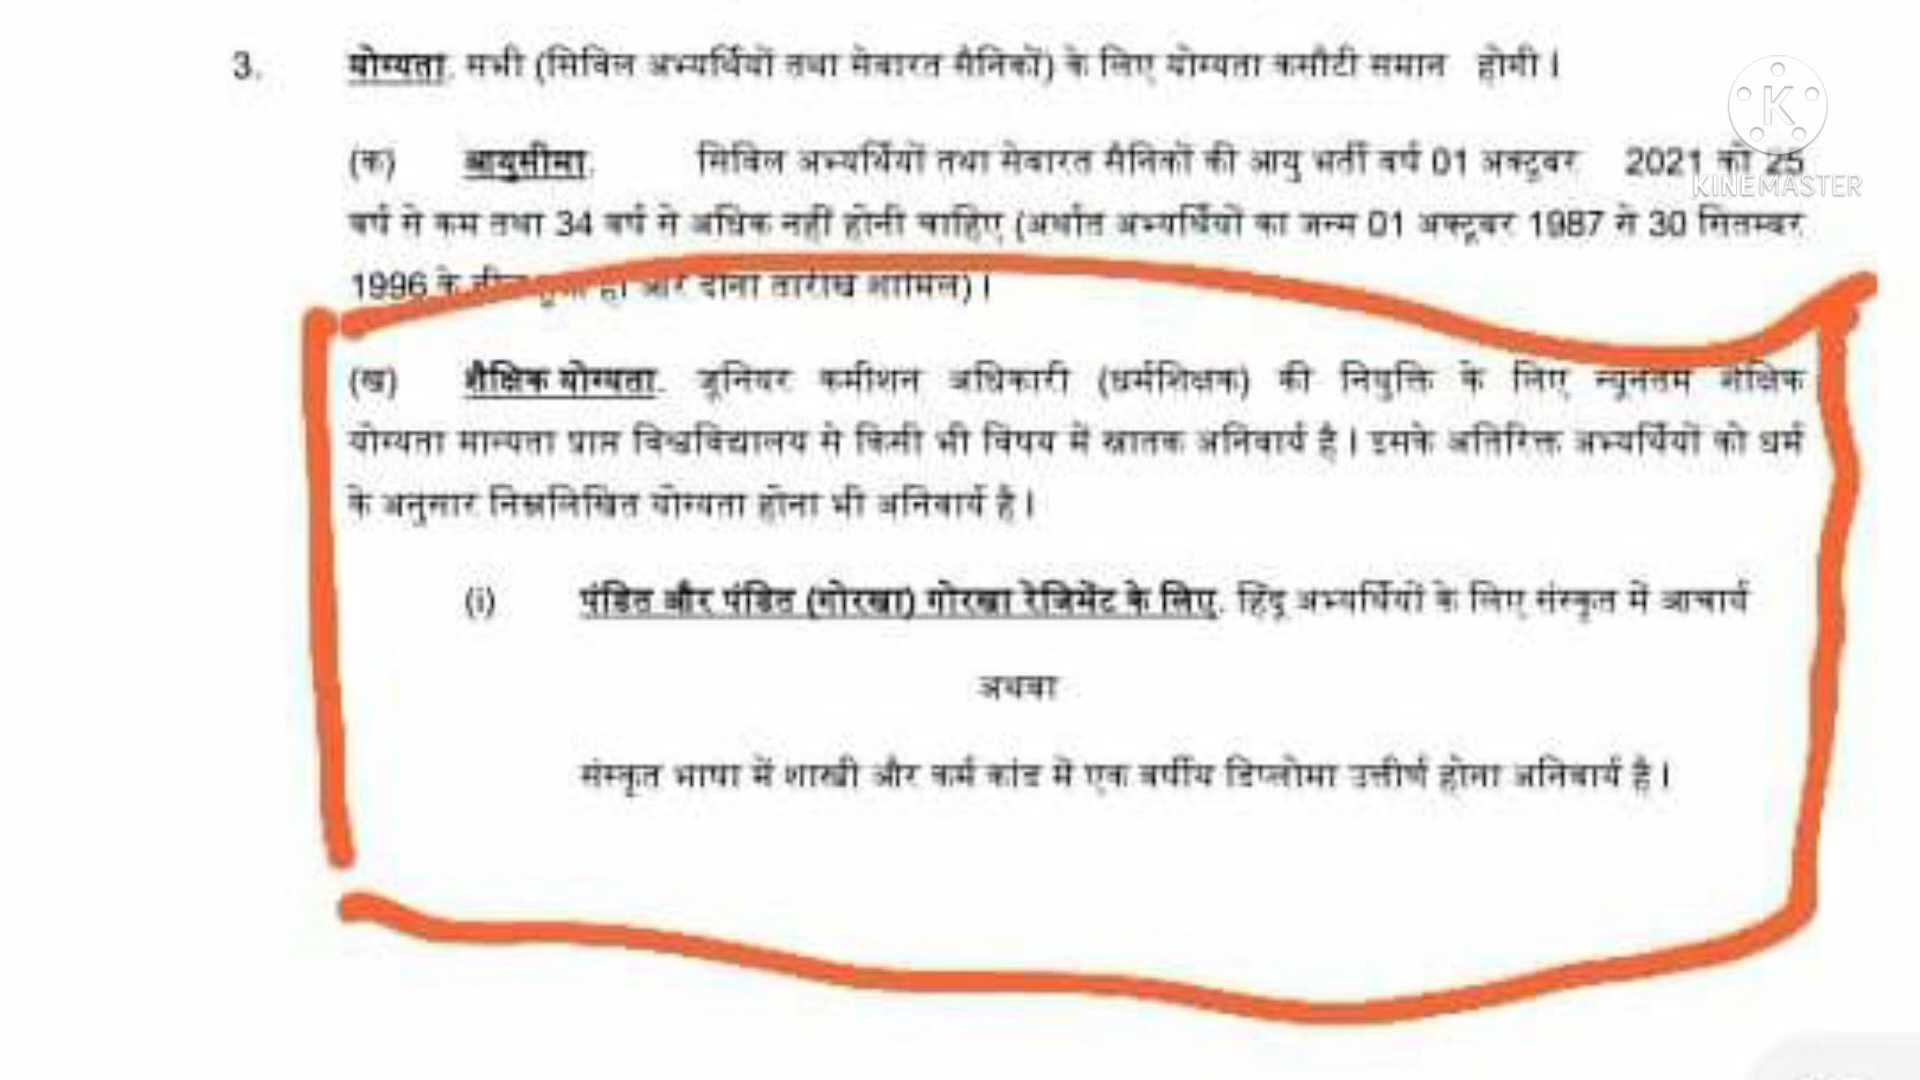 3. योग्यता. सभी (सिविल अभ्यर्थियों तथा सेवारत सैनिकों) के लिए योग्यता कसौटी समान होगी।
(क) आयुसीमा. सिविल अभ्यर्थियों तथा सेवारत सैनिकों की आयु भर्ती वर्ष 01 अक्टूबर 2021 को 25
KINEMASTER
वर्ष से कम तथा 34 वर्ष से अधिक नहीं होनी चाहिए (अर्थात अभ्यर्थियों का जन्म 01 अक्टूबर 1987 से 30 सितम्बर
1996 के और दोनों तारीख शामिल)।
(ख) शैक्षिक योग्यता. जूनियर कमीशन अधिकारी (धर्मशिक्षक) की नियुक्ति के लिए न्यूनतम शैक्षिक
योग्यता मान्यता प्राप्त विश्वविद्यालय से किसी भी विषय में स्नातक अनिवार्य है। इसके अतिरिक्त अभ्यर्थियों को धर्म
के अनुसार निम्नलिखित योग्यता होना भी अनिवार्य है।
(i) पंडित और पंडित (गोरखा) गोरखा रेजिमेंट के लिए. हिंदू अभ्यर्थियों के लिए संस्कृत में आचार्य
अथवा
संस्कृत भाषा में शास्त्री और कर्म कांड में एक वर्षीय डिप्लोमा उत्तीर्ण होना अनिवार्य है।